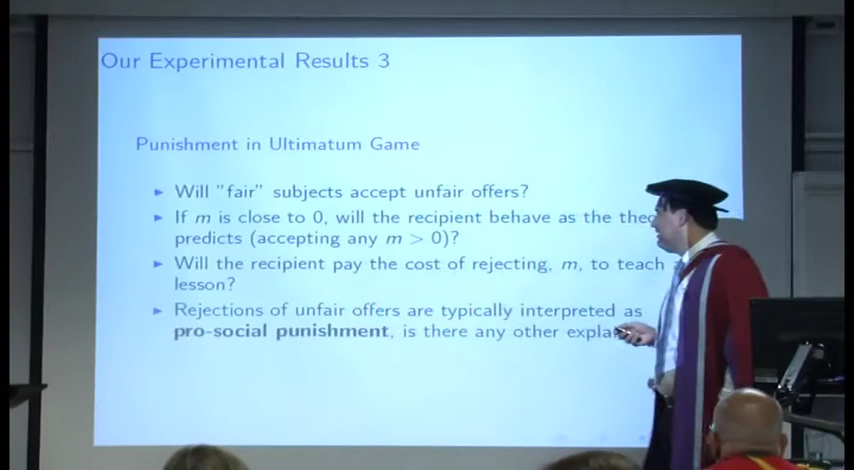 Our Experimental Results 3
Punishment in Ultimatum Game
► Will "fair" subjects accept unfair offers?
► If m is close to 0, will the recipient behave as the
predicts (accepting any m > 0)?
► Will the recipient pay the cost of rejecting, m, to teach
lesson?
► Rejections of unfair offers are typically interpreted as
pro-social punishment, is there any other